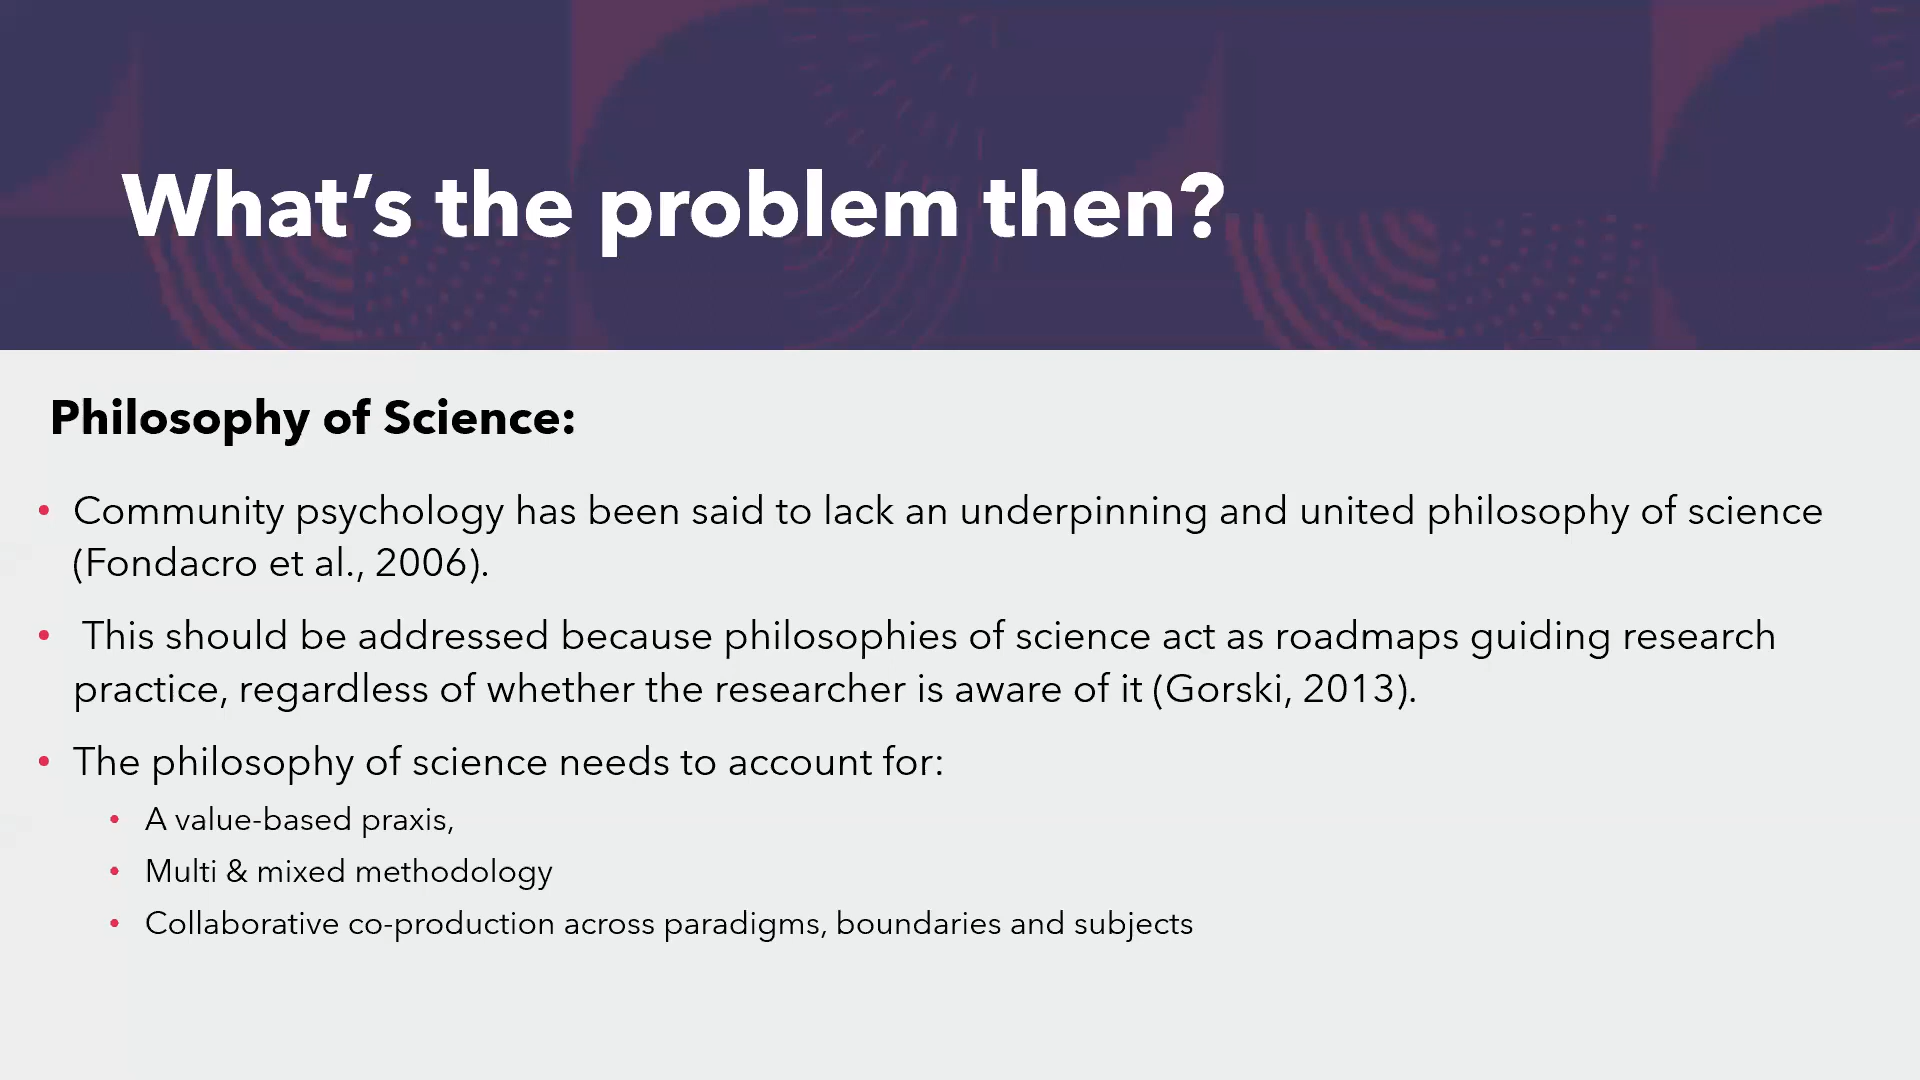 What’s the problem then?
Philosophy of Science:
• Community psychology has been said to lack an underpinning and united philosophy of science
(Fondacro et al., 2006).
• This should be addressed because philosophies of science act as roadmaps guiding research
practice, regardless of whether the researcher is aware of it (Gorski, 2013).
• The philosophy of science needs to account for:
• A value-based praxis,
• Multi & mixed methodology
• Collaborative co-production across paradigms, boundaries and subjects